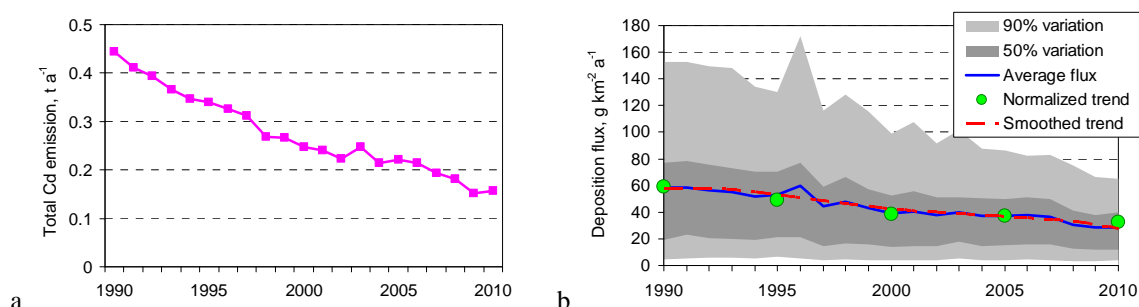 0.5
0.4
0.3
0.2
0.1
0
Total Cd emission, t a-1
1990 1995 2000 2005 2010
a
180
160
140
120
100
80
60
40
20
0
Deposition flux, g km-2 a-1
1990 1995 2000 2005 2010
b
90% variation
50% variation
Average flux
Normalized trend
Smoothed trend